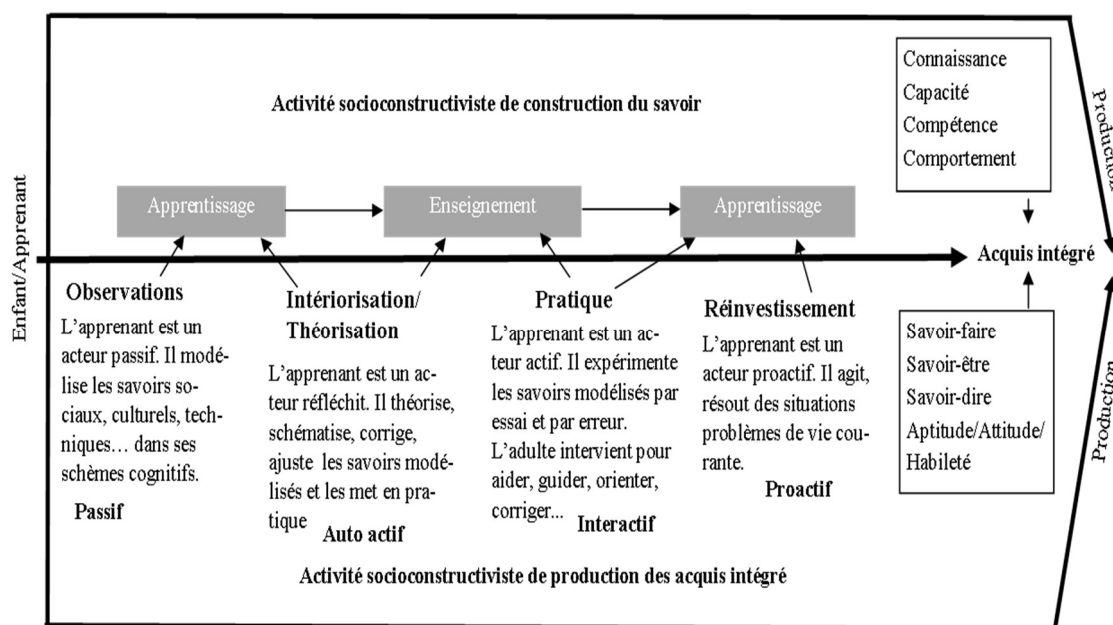 Enfant/Apprenant
Activité socioconstructiviste de construction du savoir
Apprentissage
Enseignement
Apprentissage
Observations
L’apprenant est un
acteur passif. Il modé-
lise les savoirs so-
ciaux, culturels, tech-
niques… dans ses
schèmes cognitifs.
Passif
Intériorisation/
Théorisation
L’apprenant est un ac-
teur réfléchit. Il théorise,
schématise, corrige,
ajuste les savoirs modé-
lisés et les met en pra-
tique
Auto actif
Pratique
L’apprenant est un ac-
teur actif. Il expérimente
les savoirs modélisés par
essai et par erreur.
L’adulte intervient pour
aider, guider, orienter,
corriger...
Interactif
Réinvestissement
L’apprenant est un
acteur proactif. Il agit,
résout des situations
problèmes de vie cou-
rante.
Proactif
Activité socioconstructiviste de production des acquis intégré
Connaissance
Capacité
Compétence
Comportement
Acquis intégré
Savoir-faire
Savoir-être
Savoir-dire
Aptitude/Attitude/
Habileté
Production
Production